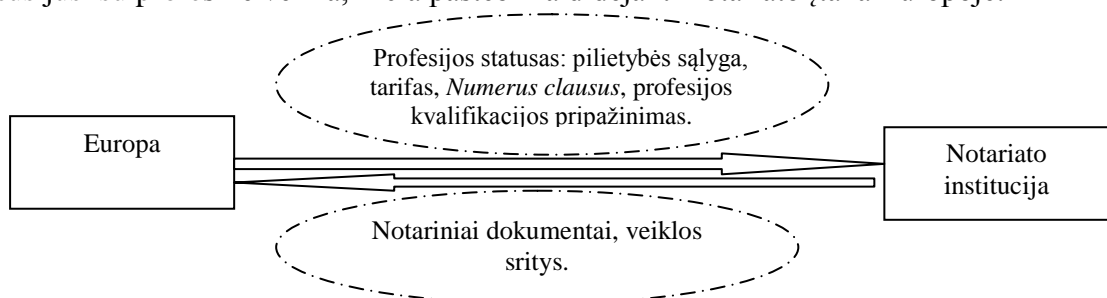 Profesijos statusas: pilietybės sąlyga,
tarifas, Numerus clausus, profesijos
kvalifikacijos pripažinimas.
Europa
Notariato
institucija
Notariniai dokumentai, veiklos
sritys.